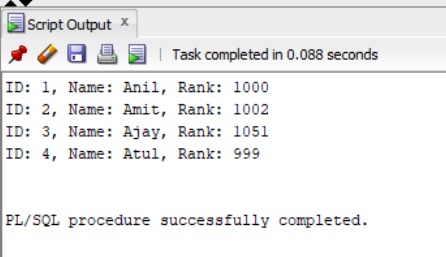 Script Output x
Task completed in 0.088 seconds
ID: 1, Name: Anil, Rank: 1000
ID: 2, Name: Amit, Rank: 1002
ID: 3, Name: Ajay, Rank: 1051
ID: 4, Name: Atul, Rank: 999
PL/SQL procedure successfully completed.